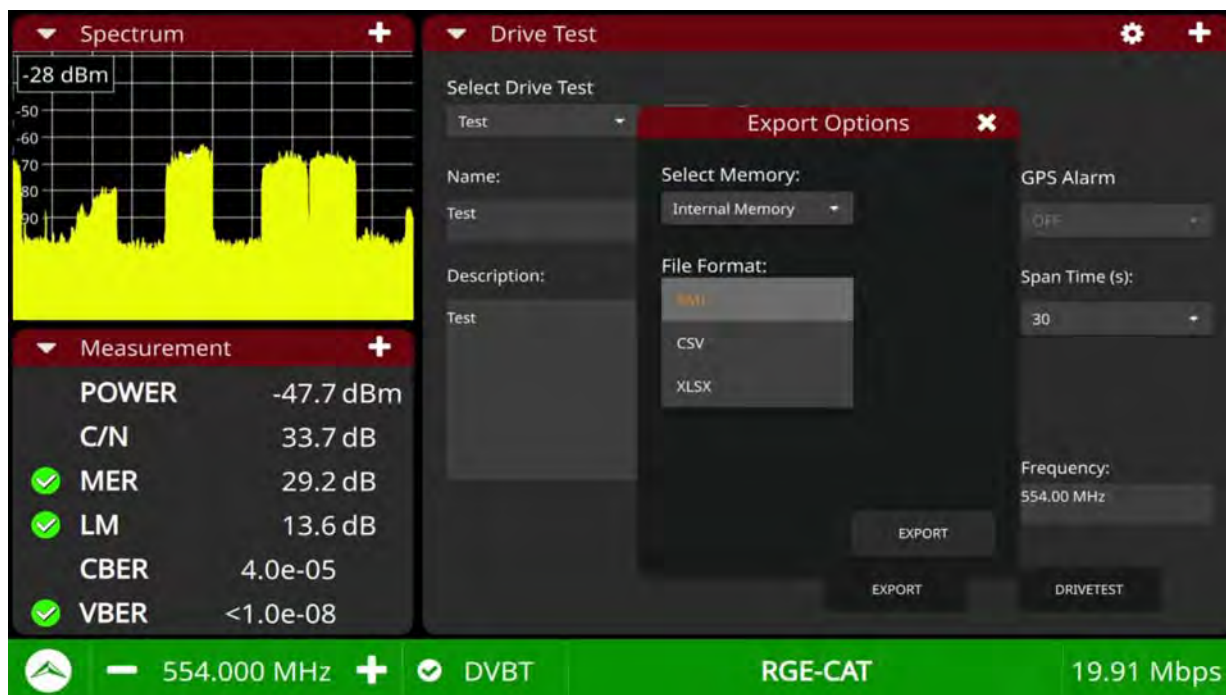 Spectrum
-28 dBm
-50
-60
-70
80
90
Measurement
POWER -47.7 dBm
C/N 33.7 dB
MER 29.2 dB
LM 13.6 dB
CBER 4.0e-05
VBER <1.0e-08
Drive Test
Select Drive Test
Test
Name:
Test
Description:
Test
Export Options
Select Memory:
Internal Memory
File Format:
CSV
XLSX
EXPORT
GPS Alarm
OFF
Span Time (s):
30
Frequency:
554.00 MHz
EXPORT
DRIVETEST
554.000 MHz DVBT RGE-CAT 19.91 Mbps